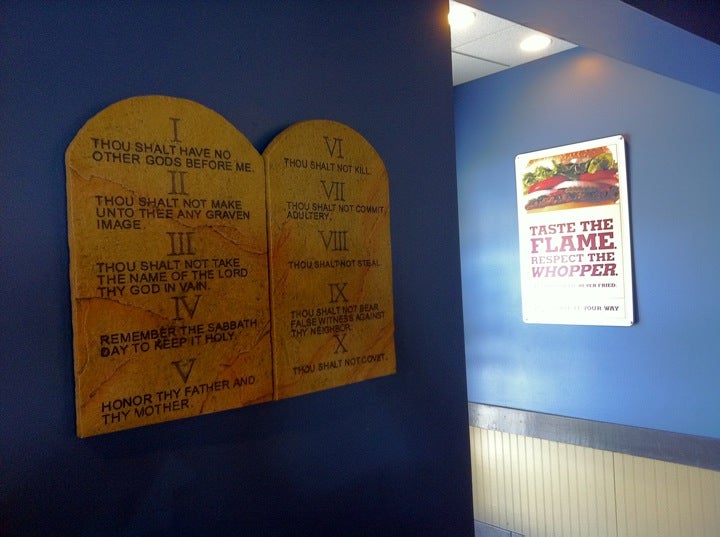 I
THOU SHALT HAVE NO
OTHER GODS BEFORE ME.
II
THOU SHALT NOT MAKE
UNTO THEE ANY GRAVEN
IMAGE.
III
THOU SHALT NOT TAKE
THE NAME OF THE LORD
THY GOD IN VAIN.
IV
REMEMBER THE SABBATH
DAY TO KEEP IT HOLY.
V
HONOR THY FATHER AND
THY MOTHER.
VI
THOU SHALT NOT KILL.
VII
THOU SHALT NOT COMMIT
ADULTERY.
VIII
THOU SHALT NOT STEAL
IX
THOU SHALT NOT BEAR
FALSE WITNESS AGAINST
THY NEIGHBOR.
X
THOU SHALT NOT COVET.
TASTE THE
FLAME.
RESPECT THE
WHOPPER.
NEVER FRIED.
YOUR WAY